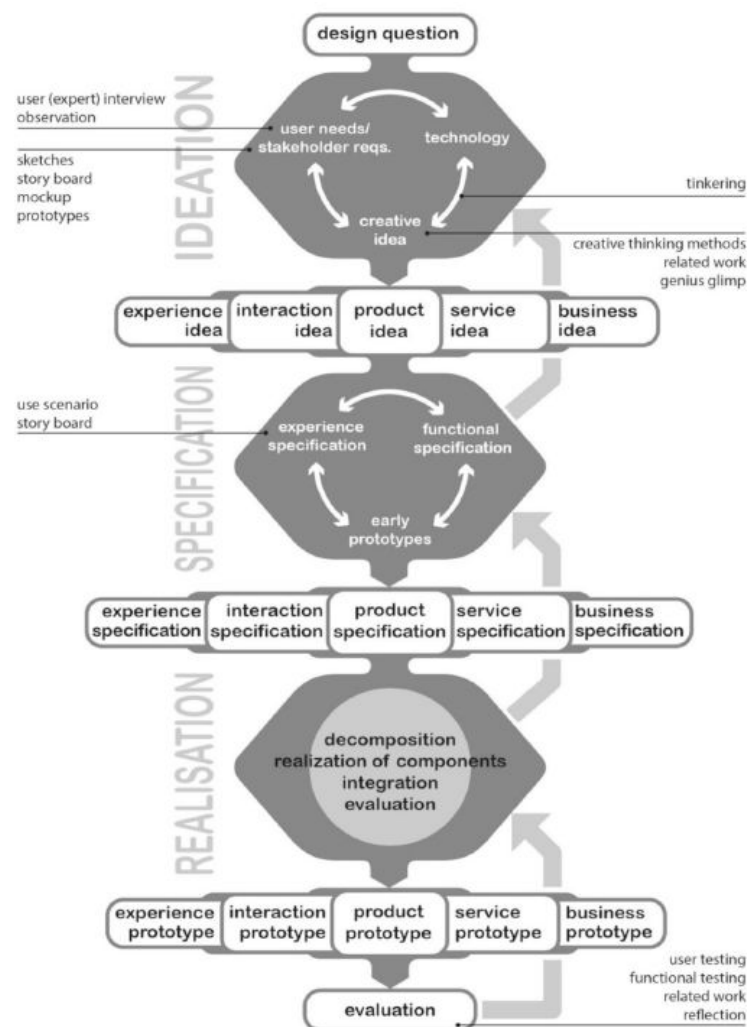 design question
IDEATION
user (expert) interview
observation
sketches
story board
mockup
prototypes
user needs/
stakeholder reqs.
technology
creative
idea
tinkering
creative thinking methods
related work
genius glimp
experience
idea
interaction
idea
product
idea
service
idea
business
idea
SPECIFICATION
use scenario
story board
experience
specification
functional
specification
early
prototypes
experience
specification
interaction
specification
product
specification
service
specification
business
specification
REALISATION
decomposition
realization of components
integration
evaluation
experience
prototype
interaction
prototype
product
prototype
service
prototype
business
prototype
evaluation
user testing
functional testing
related work
reflection